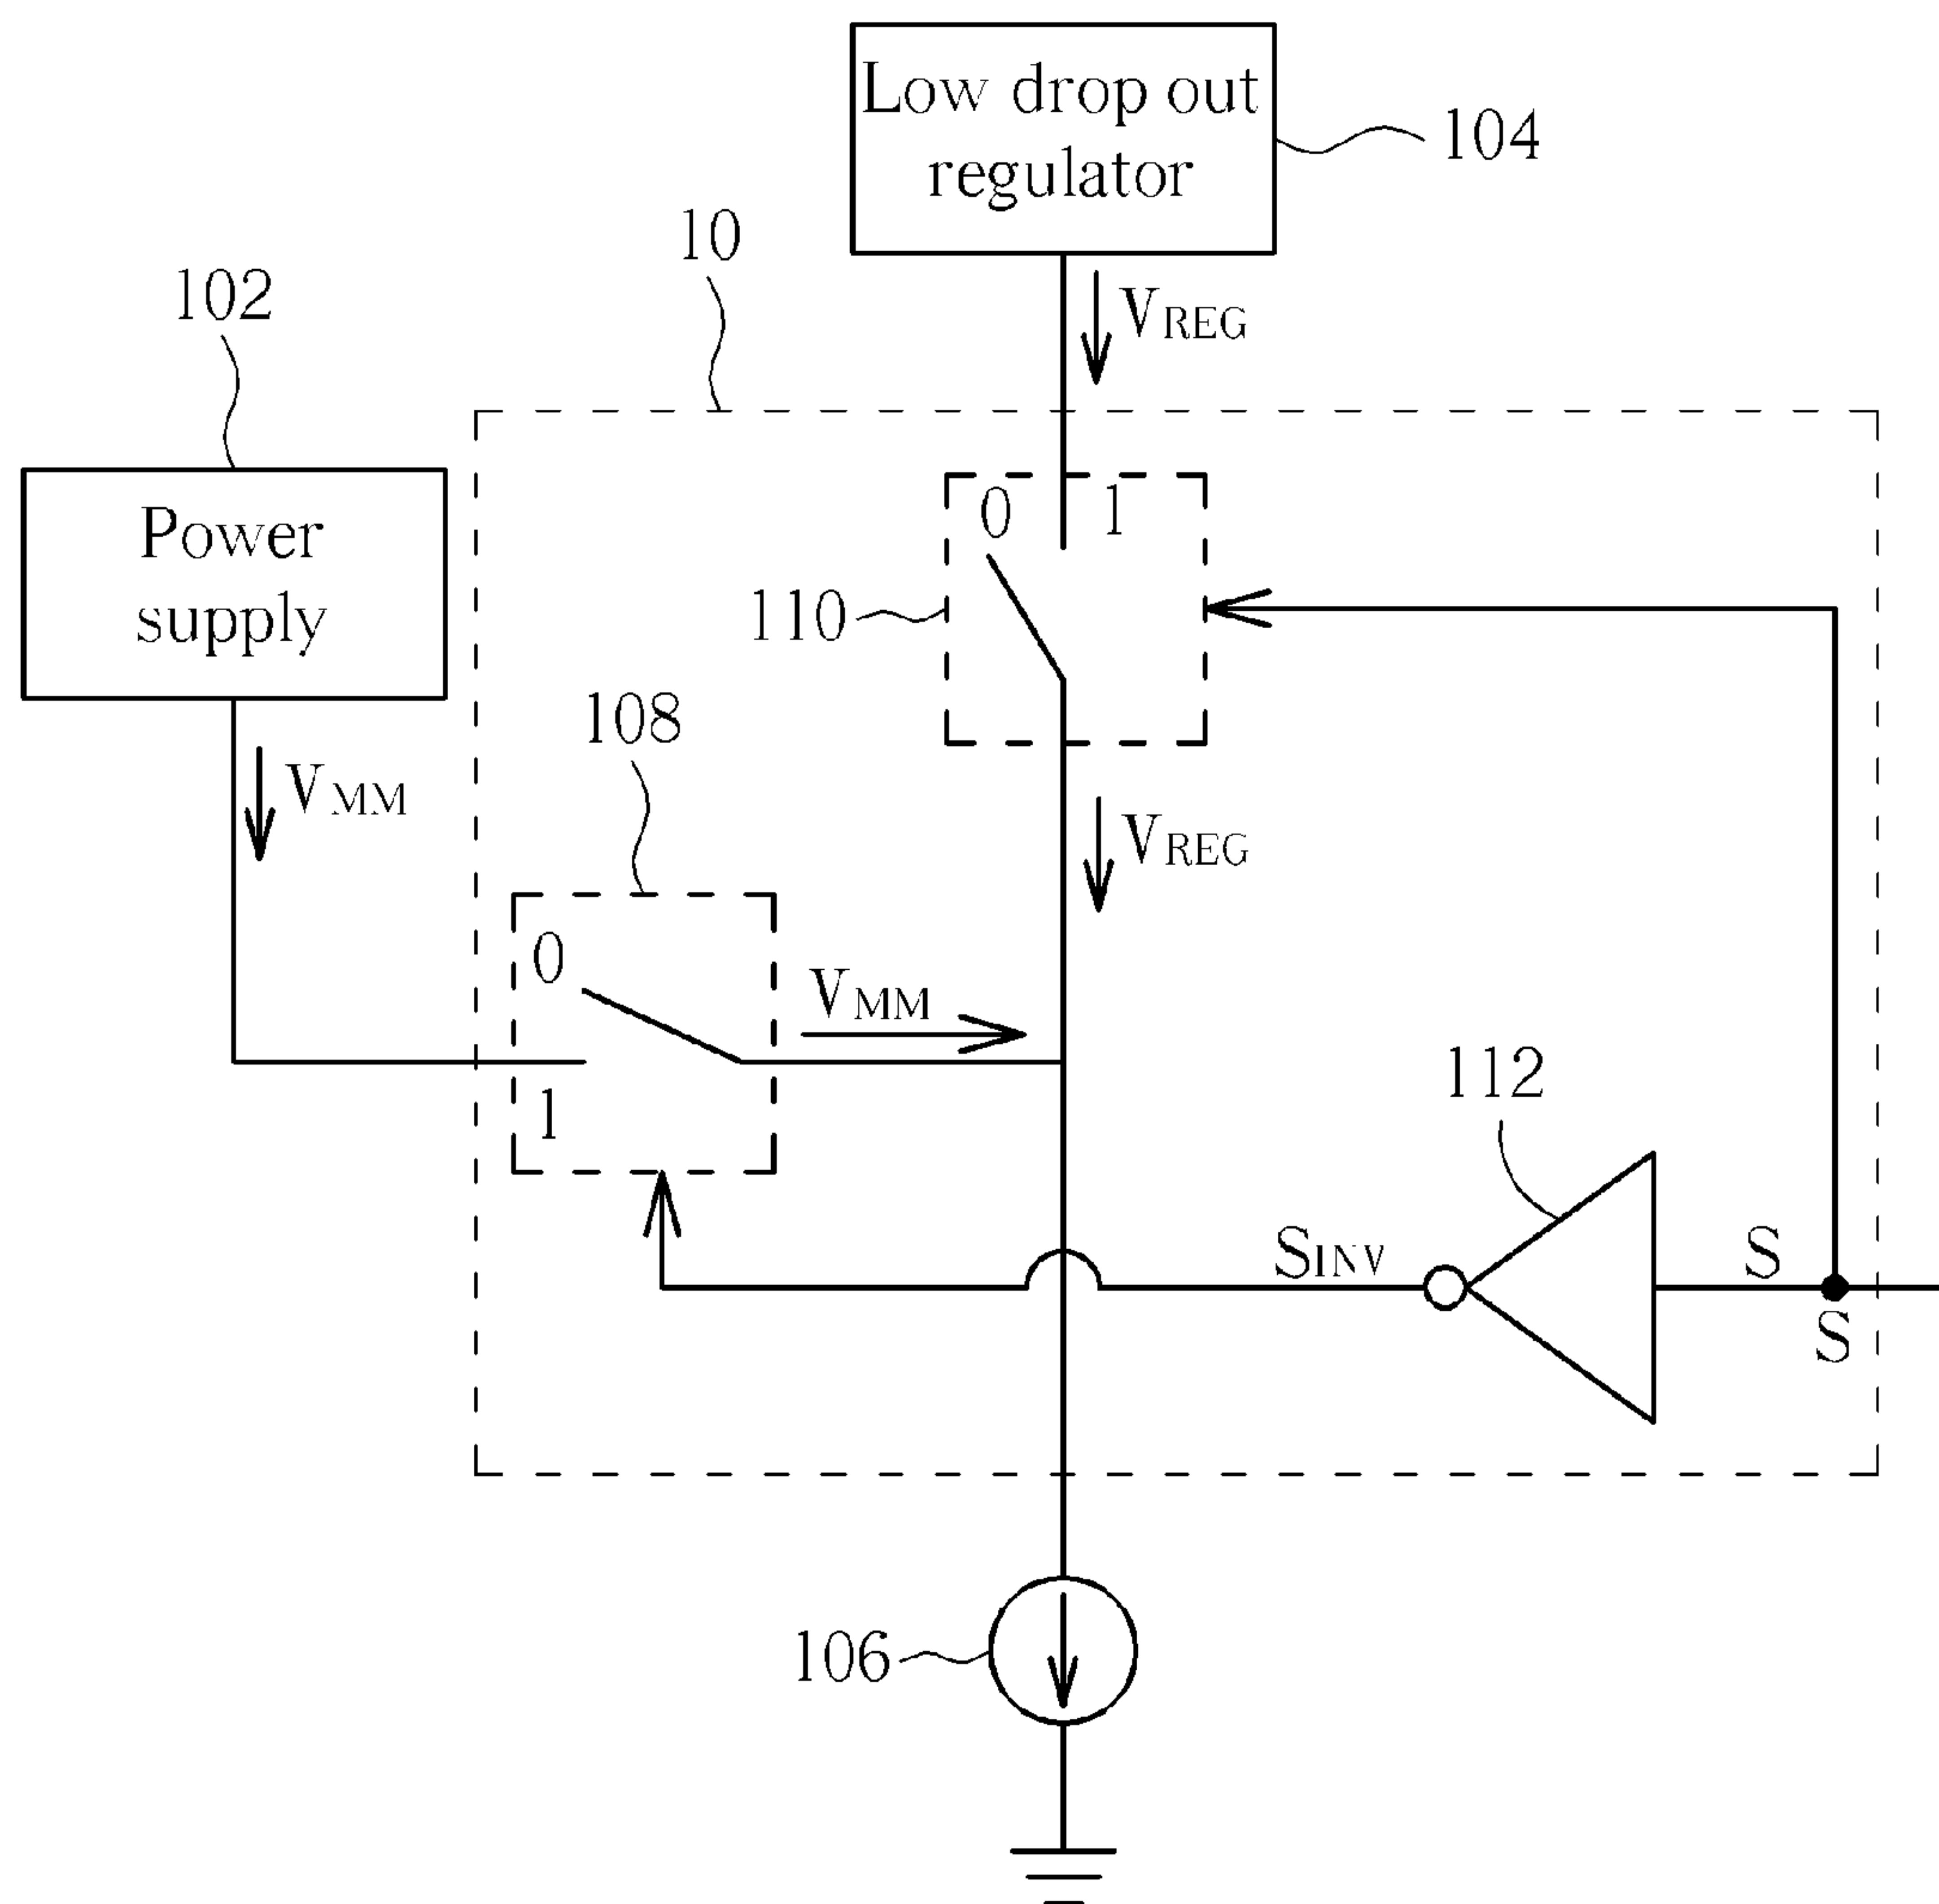 Low drop out
regulator
104
10
102
VREG
Power
supply
0 1
110
108
VMM
VREG
0
VMM
1
112
SINV
S
S
106